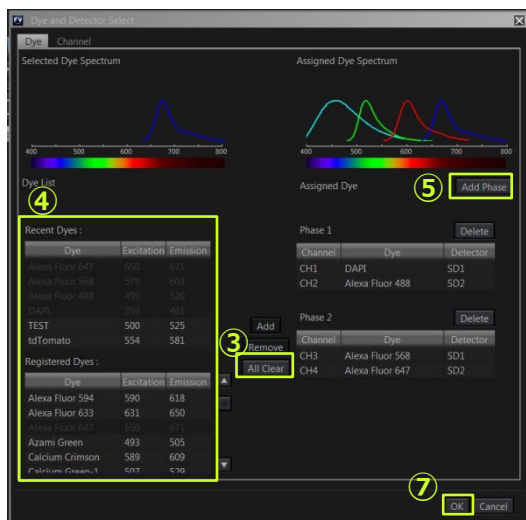 FV Dye and Detector Select
Dye Channel
Selected Dye Spectrum
Assigned Dye Spectrum
400 500 600 700 800
400 500 600 700 800
Dye List
④
Assigned Dye
⑤
Add Phase
Recent Dyes :
Dye Excitation Emission
Alexa Fluor 647 650 671
Alexa Fluor 568 579 603
Alexa Fluor 488 499 520
DAPI 359 461
TEST 500 525
tdTomato 554 581
Registered Dyes :
Dye Excitation Emission
Alexa Fluor 594 590 618
Alexa Fluor 633 631 650
Alexa Fluor 647 650 671
Azami Green 493 505
Calcium Crimson 589 609
Calcium Green-1 507 529
Add
③
Remove
All Clear
Phase 1 Delete
Channel Dye Detector
CH1 DAPI SD1
CH2 Alexa Fluor 488 SD2
Phase 2 Delete
Channel Dye Detector
CH3 Alexa Fluor 568 SD1
CH4 Alexa Fluor 647 SD2
⑦
OK Cancel